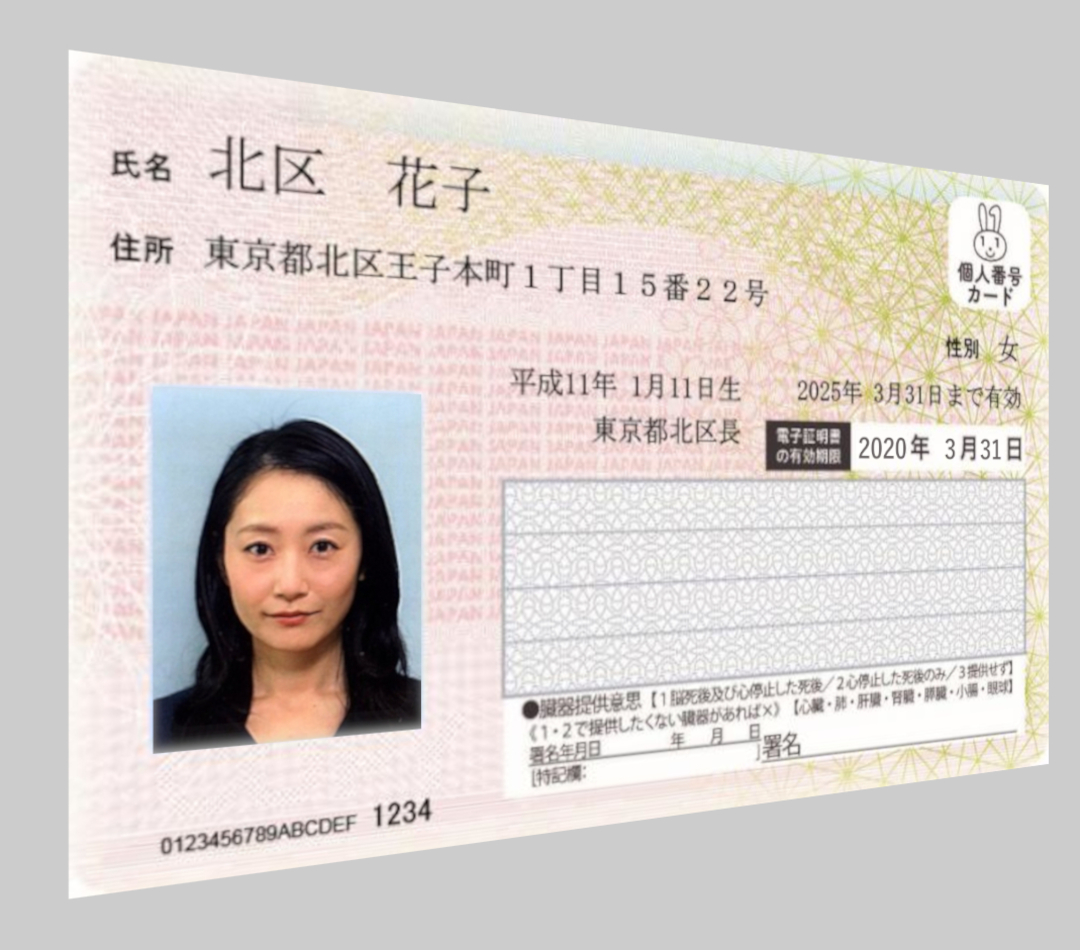 氏名 北区 花子
住所 東京都北区王子本町1丁目15番22号
個人番号
カード
性別 女
平成11年 1月11日生 2025年 3月31日まで有効
東京都北区長 電子証明書の有効期限 2020年 3月31日
●臓器提供意思【1脳死後及び心停止した死後／2心停止した死後のみ／3提供せず】
《1・2で提供したくない臓器があれば×》【心臓・肺・肝臓・腎臓・膵臓・小腸・眼球】
署名年月日 年 月 日 署名
[特記欄: ]
0123456789ABCDEF 1234
JAPAN JAPAN JAPAN JAPAN JAPAN JAPAN JAPAN JAPAN